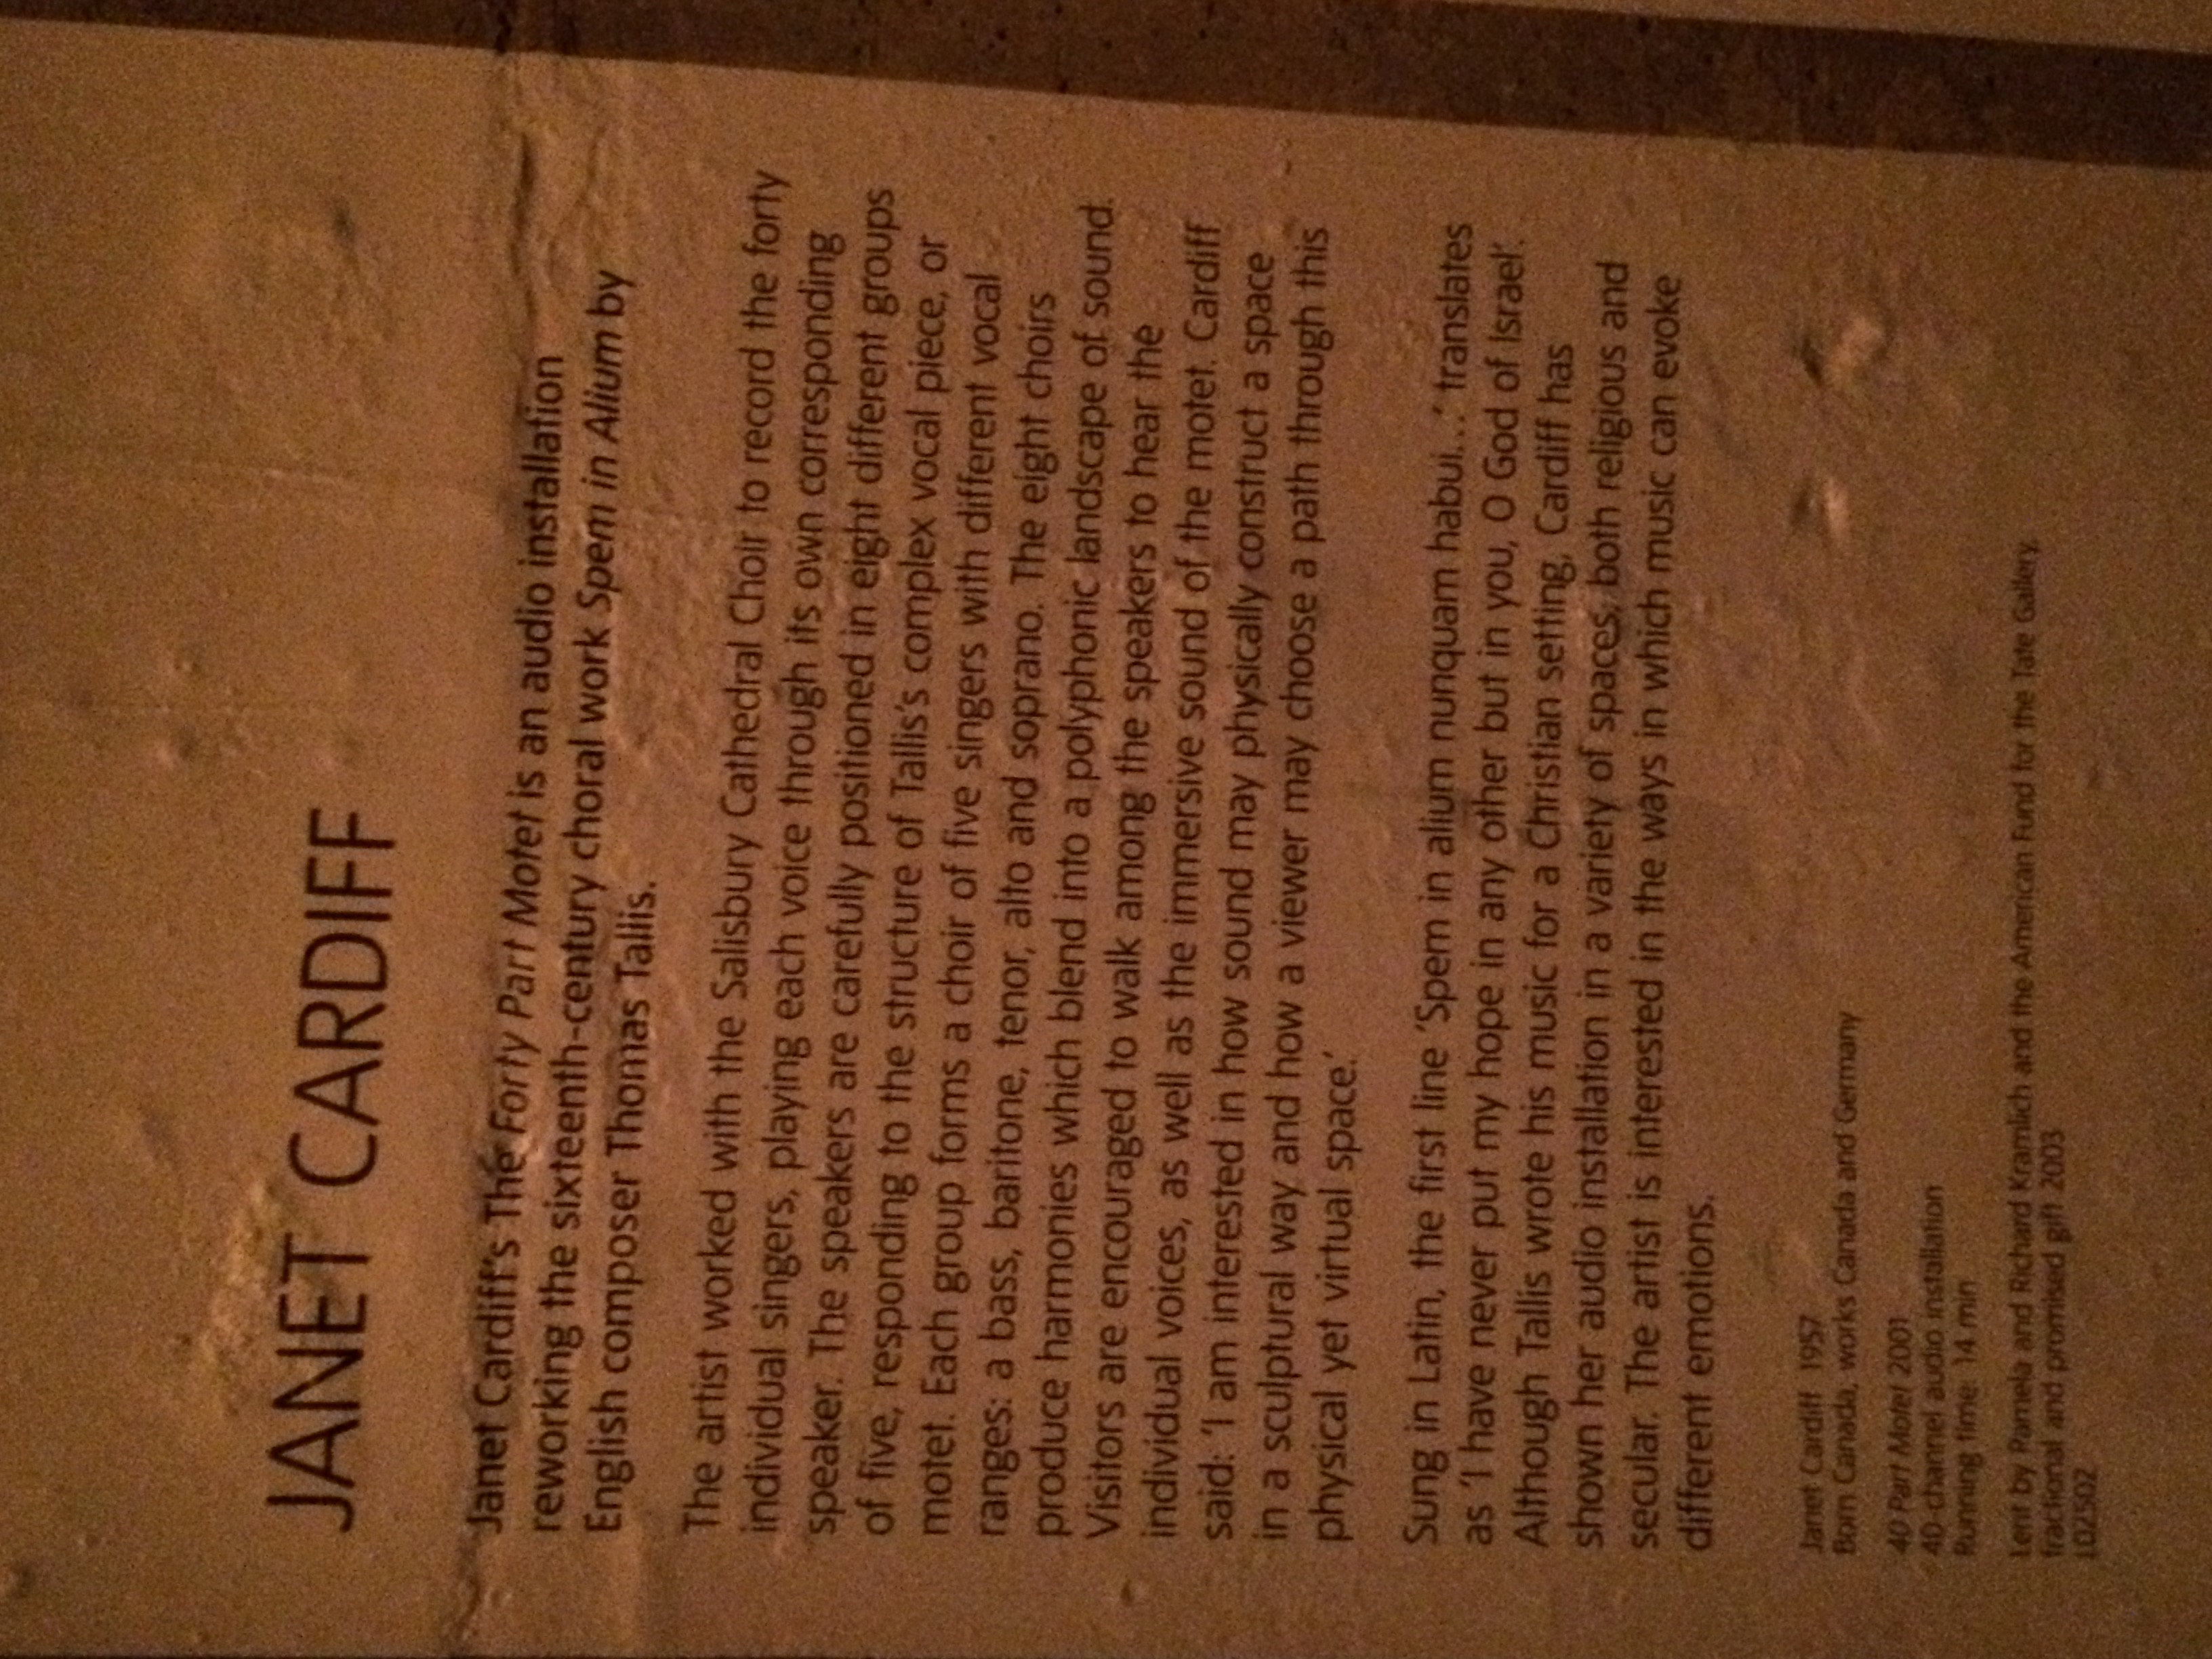 JANET CARDIFF
Janet Cardiff's The Forty Part Motet is an audio installation
reworking the sixteenth-century choral work Spem in Alium by
English composer Thomas Tallis.
The artist worked with the Salisbury Cathedral Choir to record the forty
individual singers, playing each voice through its own corresponding
speaker. The speakers are carefully positioned in eight different groups
of five, responding to the structure of Tallis's complex vocal piece, or
motet. Each group forms a choir of five singers with different vocal
ranges: a bass, baritone, tenor, alto and soprano. The eight choirs
produce harmonies which blend into a polyphonic landscape of sound.
Visitors are encouraged to walk among the speakers to hear the
individual voices, as well as the immersive sound of the motet. Cardiff
said: 'I am interested in how sound may physically construct a space
in a sculptural way and how a viewer may choose a path through this
physical yet virtual space.'
Sung in Latin, the first line 'Spem in alium nunquam habui...' translates
as 'I have never put my hope in any other but in you, O God of Israel'.
Although Tallis wrote his music for a Christian setting, Cardiff has
shown her audio installation in a variety of spaces, both religious and
secular. The artist is interested in the ways in which music can evoke
different emotions.
Janet Cardiff 1957
Born Canada, works Canada and Germany
40 Part Motet 2001
40-channel audio installation
Running time: 14 min
Lent by Pamela and Richard Kramlich and the American Fund for the Tate Gallery,
fractional and promised gift 2003
L02502